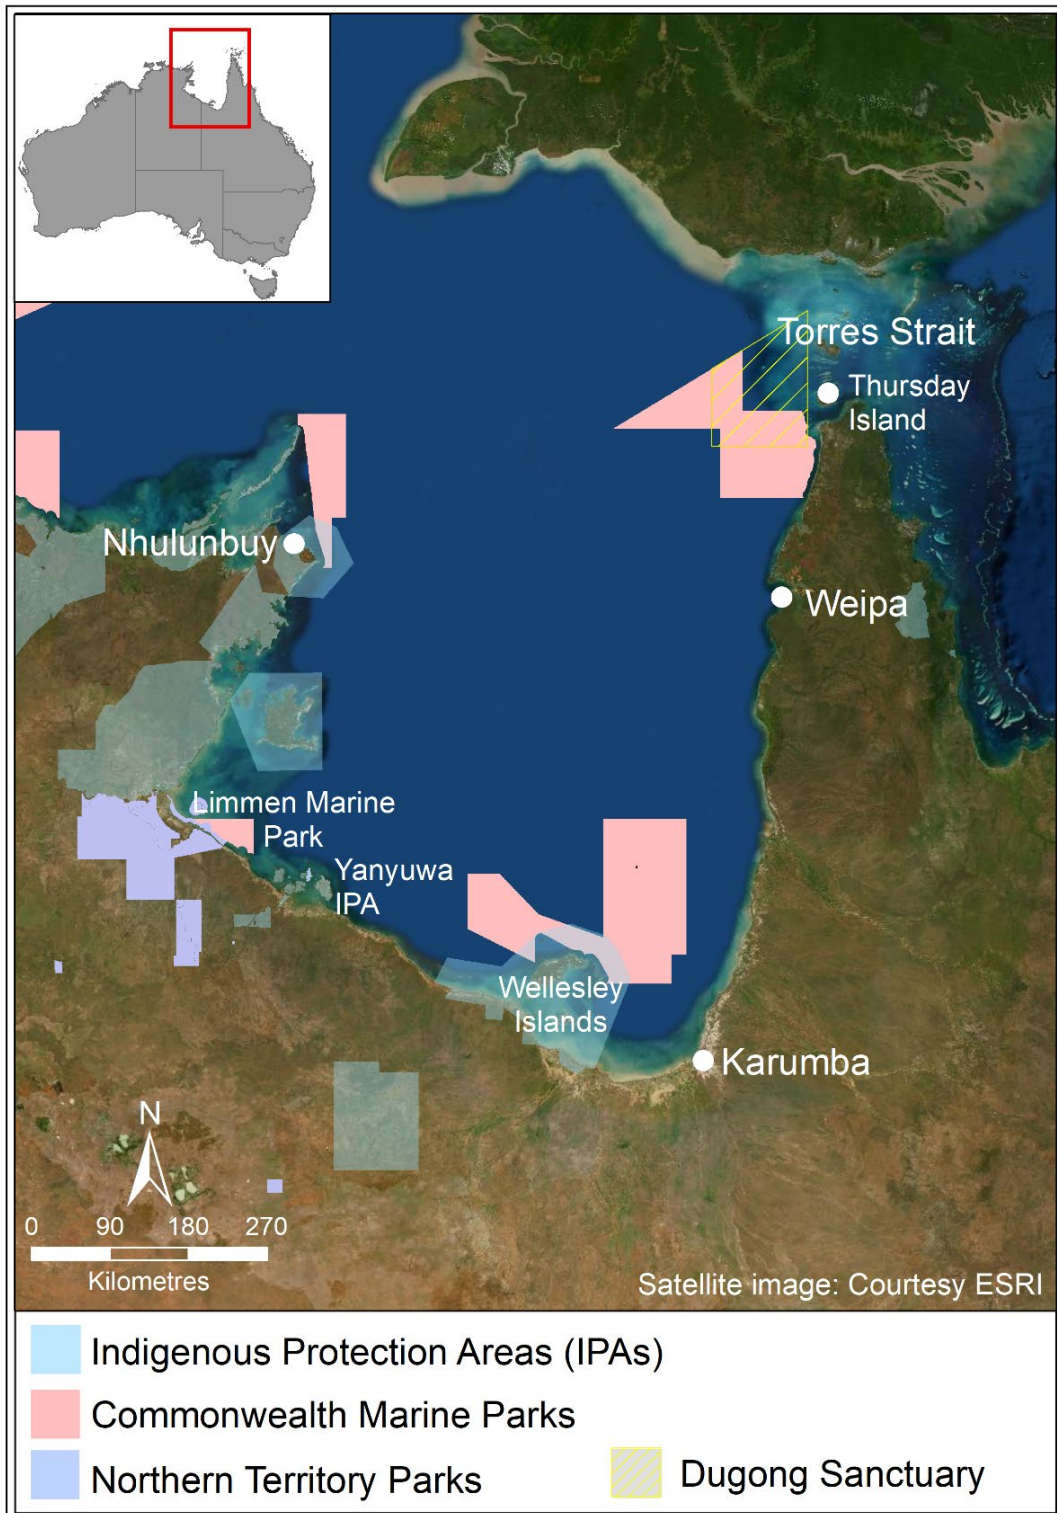 Torres Strait
Thursday
Island
Nhulunbuy
Weipa
Limmen Marine
Park
Yanyuwa
IPA
Wellesley
Islands
Karumba
N
0 90 180 270
Kilometres
Satellite image: Courtesy ESRI
Indigenous Protection Areas (IPAs)
Commonwealth Marine Parks
Northern Territory Parks
Dugong Sanctuary